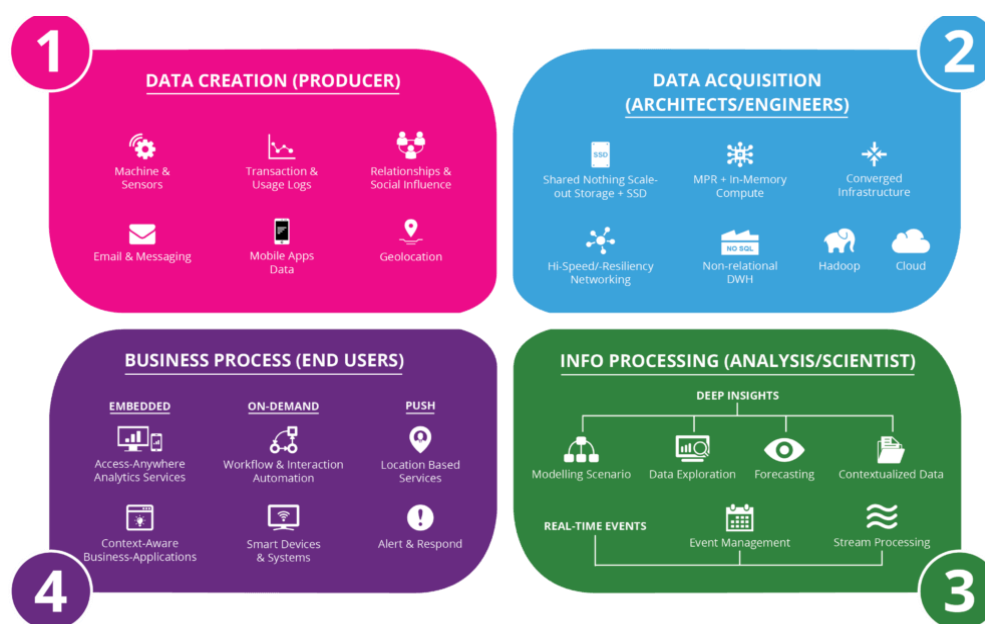 1
DATA CREATION (PRODUCER)
Machine &
Sensors
Transaction &
Usage Logs
Relationships &
Social Influence
Email & Messaging
Mobile Apps
Data
Geolocation
2
DATA ACQUISITION
(ARCHITECTS/ENGINEERS)
SSD
Shared Nothing Scale-
out Storage + SSD
MPR + In-Memory
Compute
Converged
Infrastructure
Hi-Speed/-Resiliency
Networking
NO SQL
Non-relational
DWH
Hadoop
Cloud
BUSINESS PROCESS (END USERS)
EMBEDDED
Access-Anywhere
Analytics Services
Context-Aware
Business-Applications
ON-DEMAND
Workflow & Interaction
Automation
Smart Devices
& Systems
PUSH
Location Based
Services
Alert & Respond
4
INFO PROCESSING (ANALYSIS/SCIENTIST)
DEEP INSIGHTS
Modelling Scenario
Data Exploration
Forecasting
Contextualized Data
REAL-TIME EVENTS
Event Management
Stream Processing
3